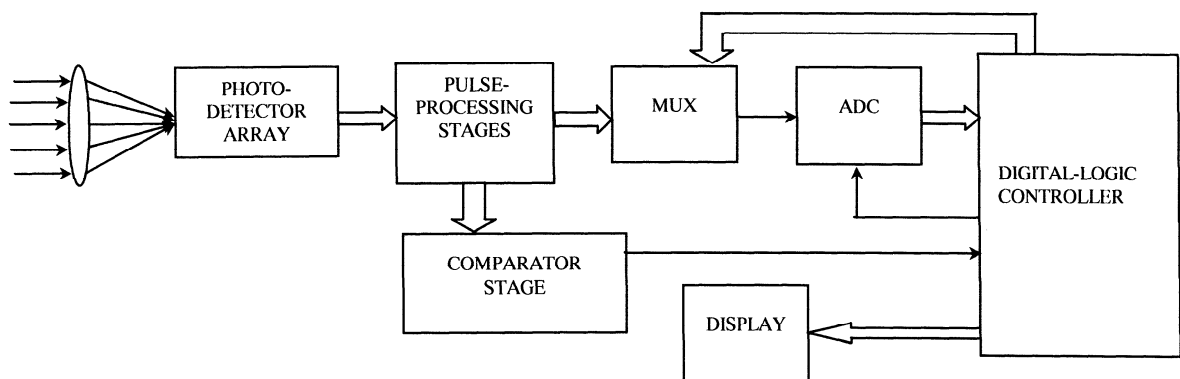 PHOTO-
DETECTOR
ARRAY
PULSE-
PROCESSING
STAGES
MUX
ADC
DIGITAL-LOGIC
CONTROLLER
COMPARATOR
STAGE
DISPLAY